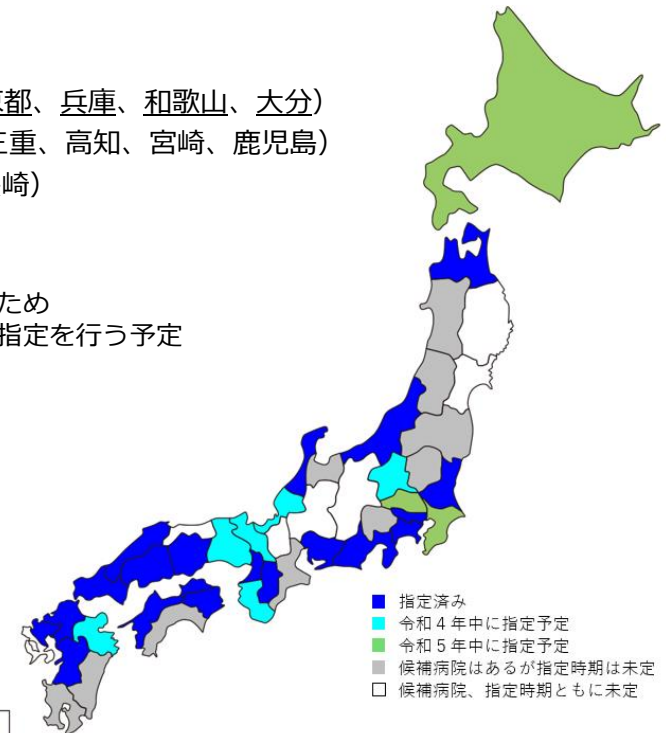 都、兵庫、和歌山、大分）
重、高知、宮崎、鹿児島）
崎）
ため
指定を行う予定
指定済み
令和４年中に指定予定
令和５年中に指定予定
候補病院はあるが指定時期は未定
候補病院、指定時期ともに未定